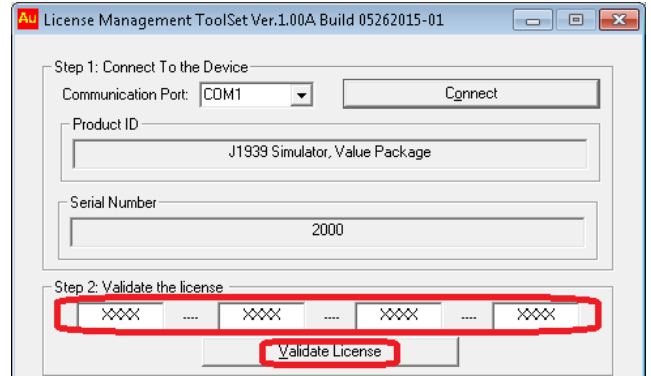 Au License Management ToolSet Ver.1.00A Build 05262015-01
Step 1: Connect To the Device
Communication Port: COM1 Connect
Product ID
J1939 Simulator, Value Package
Serial Number
2000
Step 2: Validate the license
XXXX ---- XXXX ---- XXXX ---- XXXX
Validate License